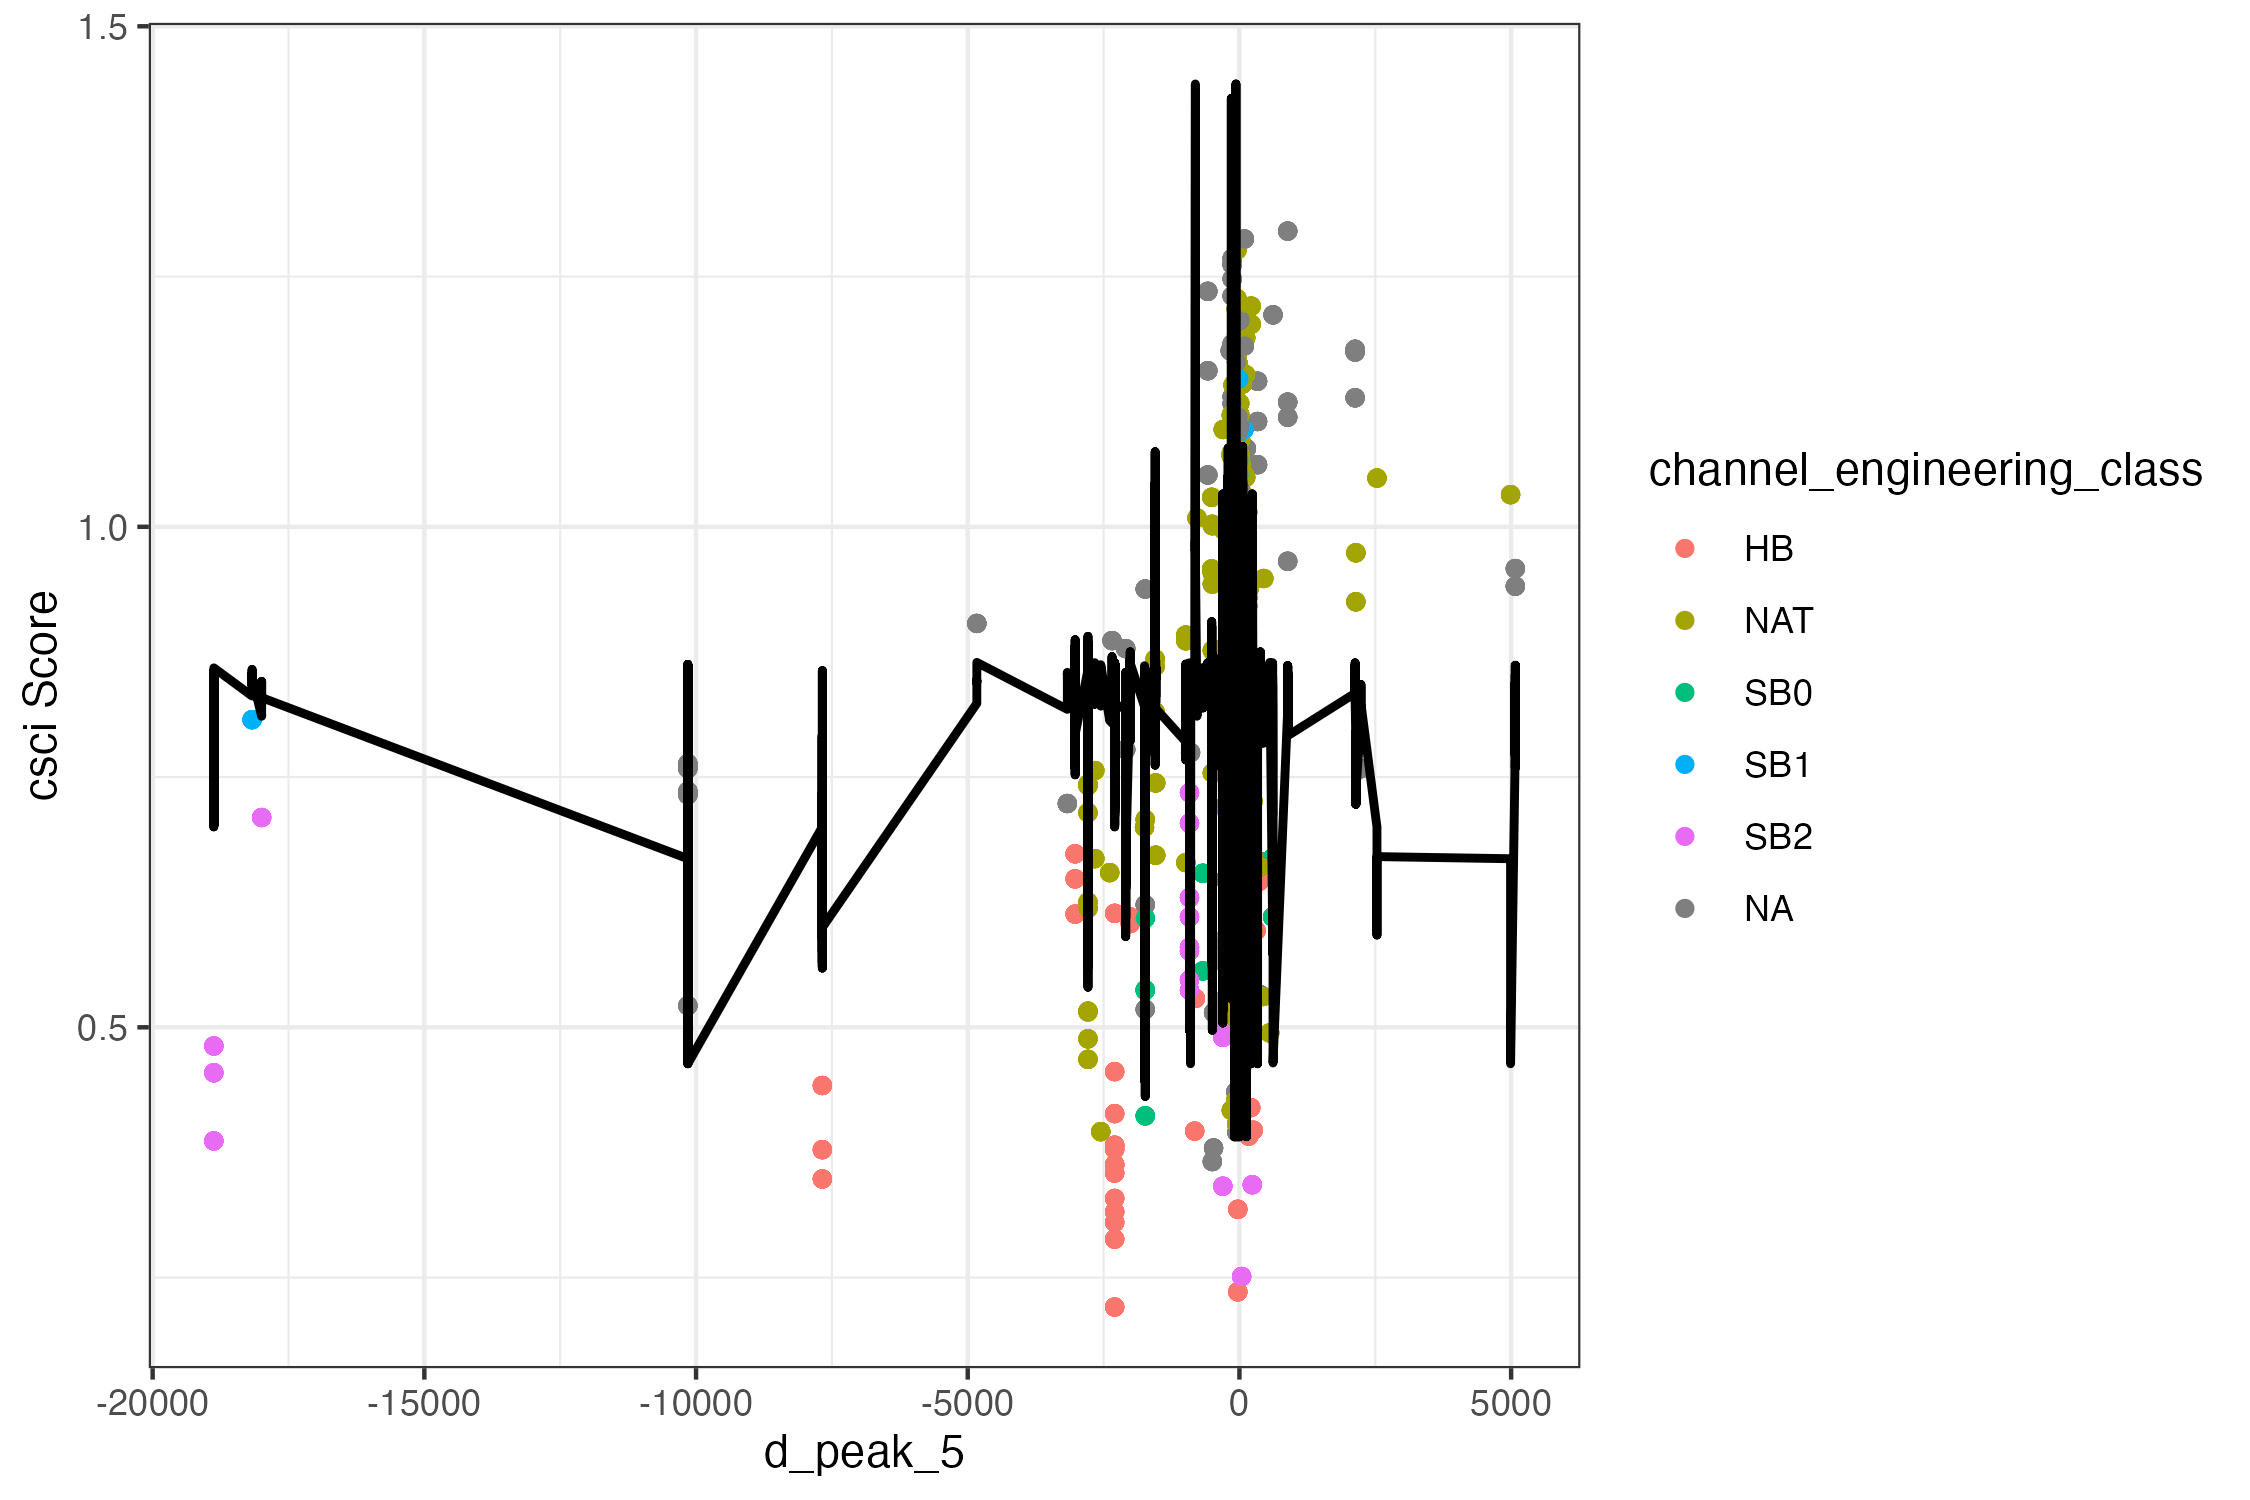 1.5
1.0
0.5
csci Score
-20000
-15000
-10000
-5000
0
5000
d_peak_5
channel_engineering_class
HB
NAT
SB0
SB1
SB2
NA